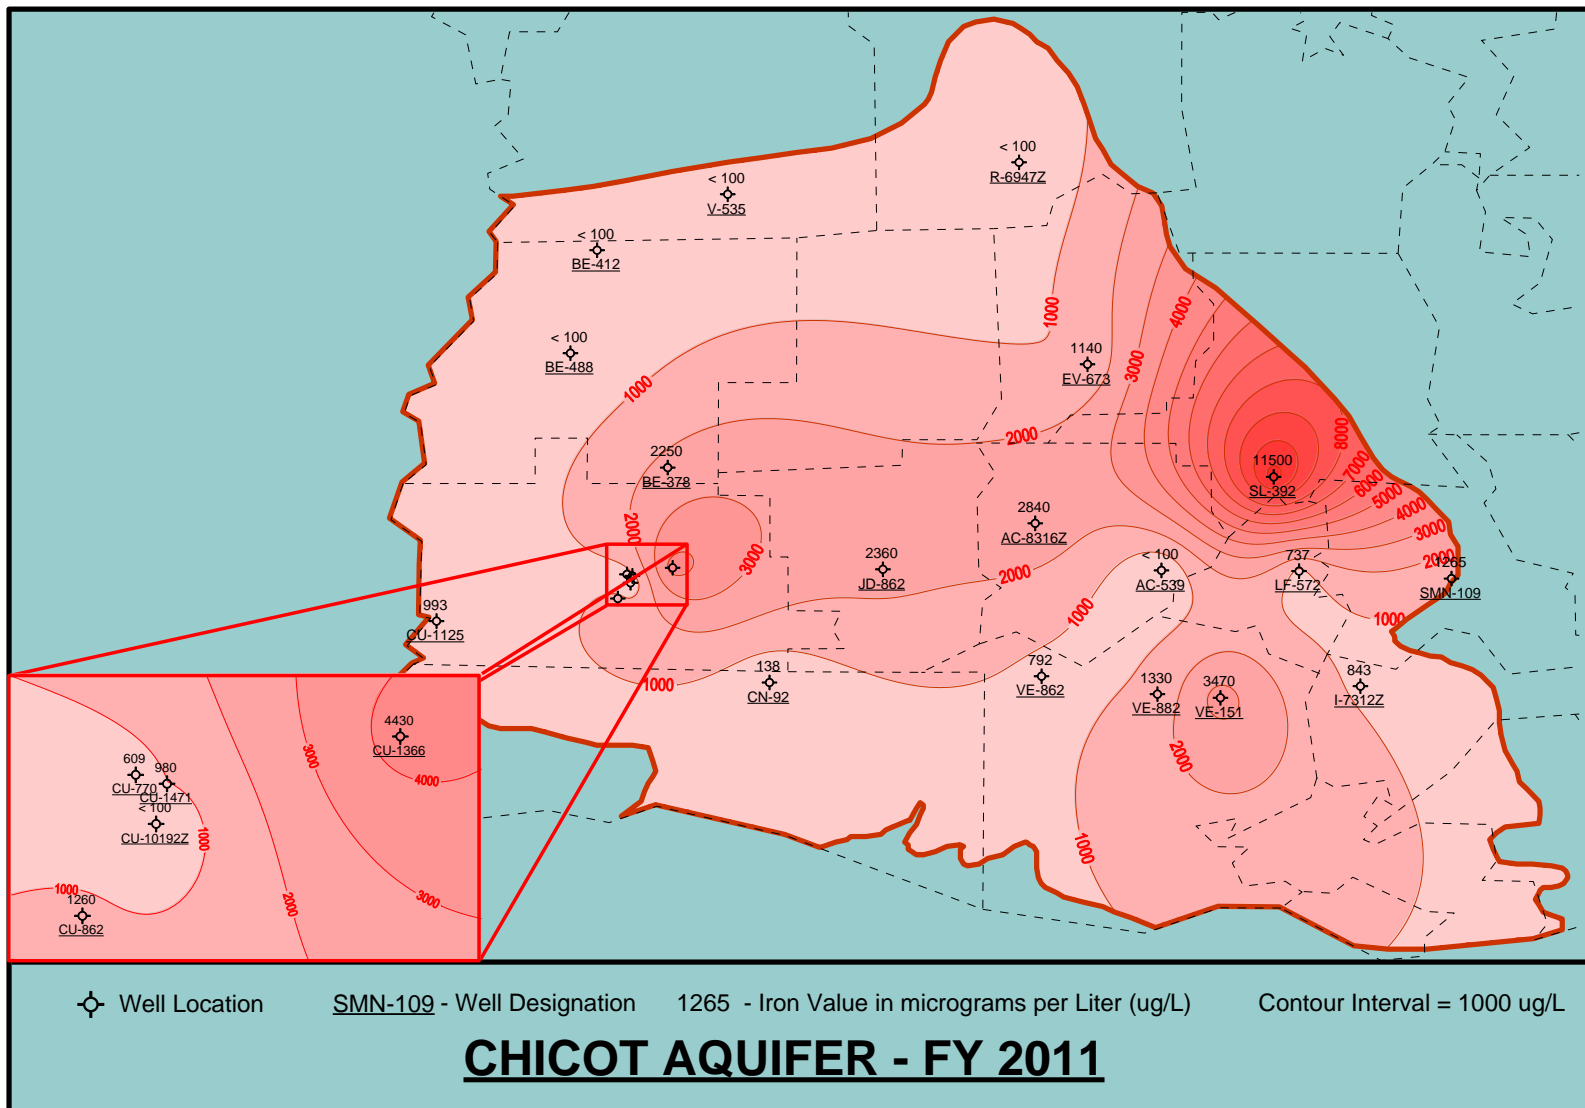 < 100
R-6947Z
< 100
V-535
< 100
BE-412
1000
4000
< 100
BE-488
1140
EV-673
3000
1000
2000
8000
2250
BE-378
11500
SL-392
7000
6000
5000
4000
3000
2000
2840
AC-8316Z
2000
3000
2360
JD-862
2000
< 100
AC-539
737
LF-572
1265
SMN-109
993
CU-1125
1000
1000
1000
138
CN-92
792
VE-862
1330
VE-882
3470
VE-151
843
I-7312Z
2000
1000
4430
CU-1366
3000
4000
609
CU-770
980
CU-1471
< 100
CU-10192Z
1000
1000
2000
3000
1260
CU-862
Well Location SMN-109 - Well Designation 1265 - Iron Value in micrograms per Liter (ug/L) Contour Interval = 1000 ug/L
CHICOT AQUIFER - FY 2011